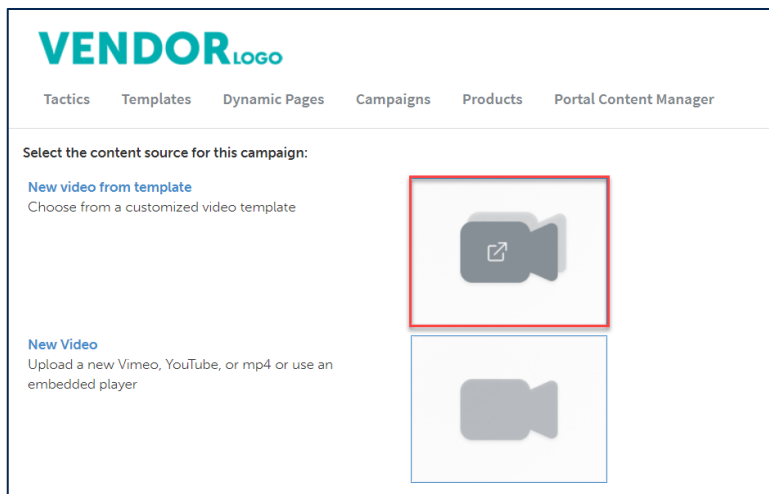 VENDOR LOGO
Tactics Templates Dynamic Pages Campaigns Products Portal Content Manager
Select the content source for this campaign:
New video from template
Choose from a customized video template
New Video
Upload a new Vimeo, YouTube, or mp4 or use an
embedded player